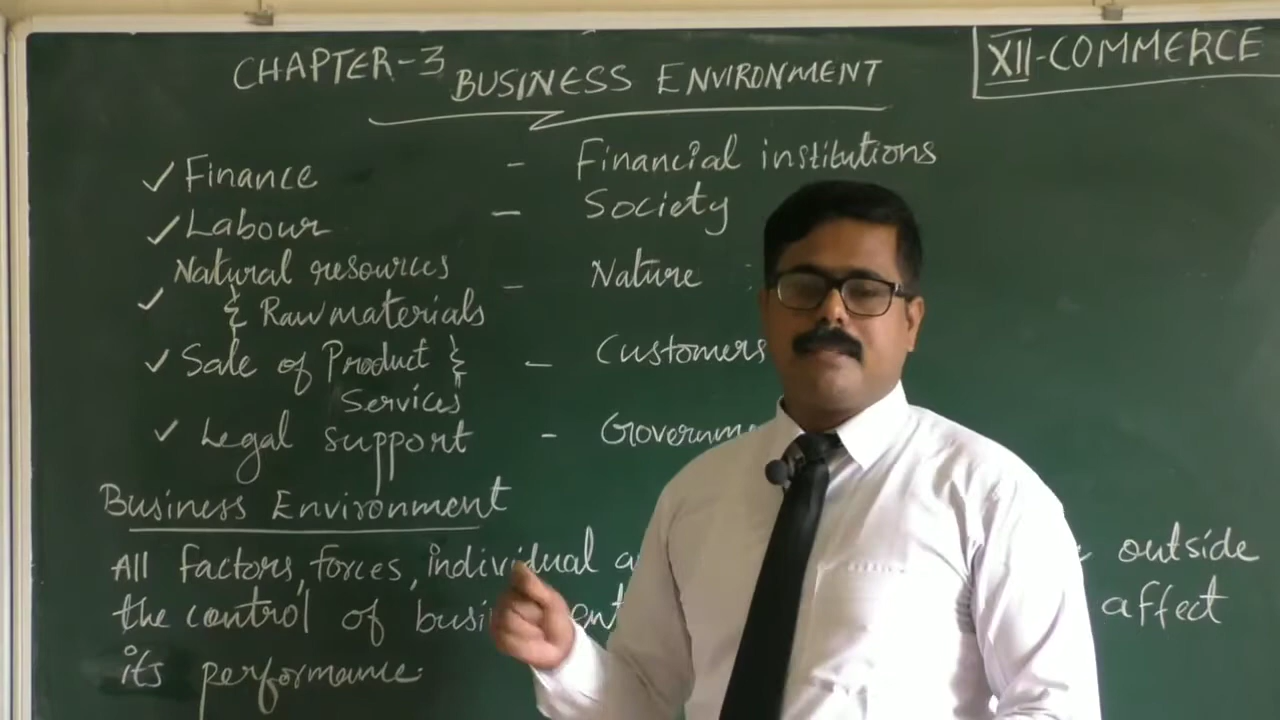 CHAPTER-3 BUSINESS ENVIRONMENT
XII-COMMERCE
✓ Finance - Financial institutions
✓ Labour - Society
Natural resources - Nature
✓ & Raw materials
✓ Sale of Product & - Customers
Services
✓ Legal support -
Business Environment
All factors, forces, individual outside
the control of affect
its performance.